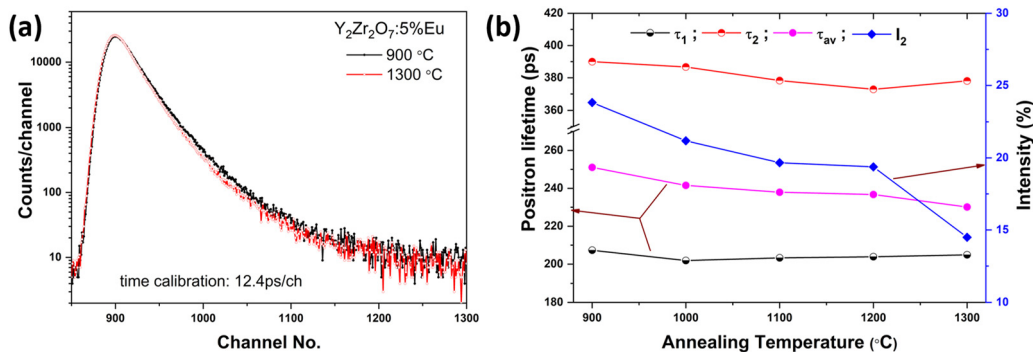 (a)
Y2Zr2O7:5%Eu
900 °C
1300 °C
Counts/channel
10000
1000
100
10
time calibration: 12.4ps/ch
900 1000 1100 1200 1300
Channel No.
(b)
τ1 ; τ2 ; τav ; I2
Positron lifetime (ps)
420
400
380
360
260
240
220
200
180
Intensity (%)
30
25
20
15
10
900 1000 1100 1200 1300
Annealing Temperature (°C)